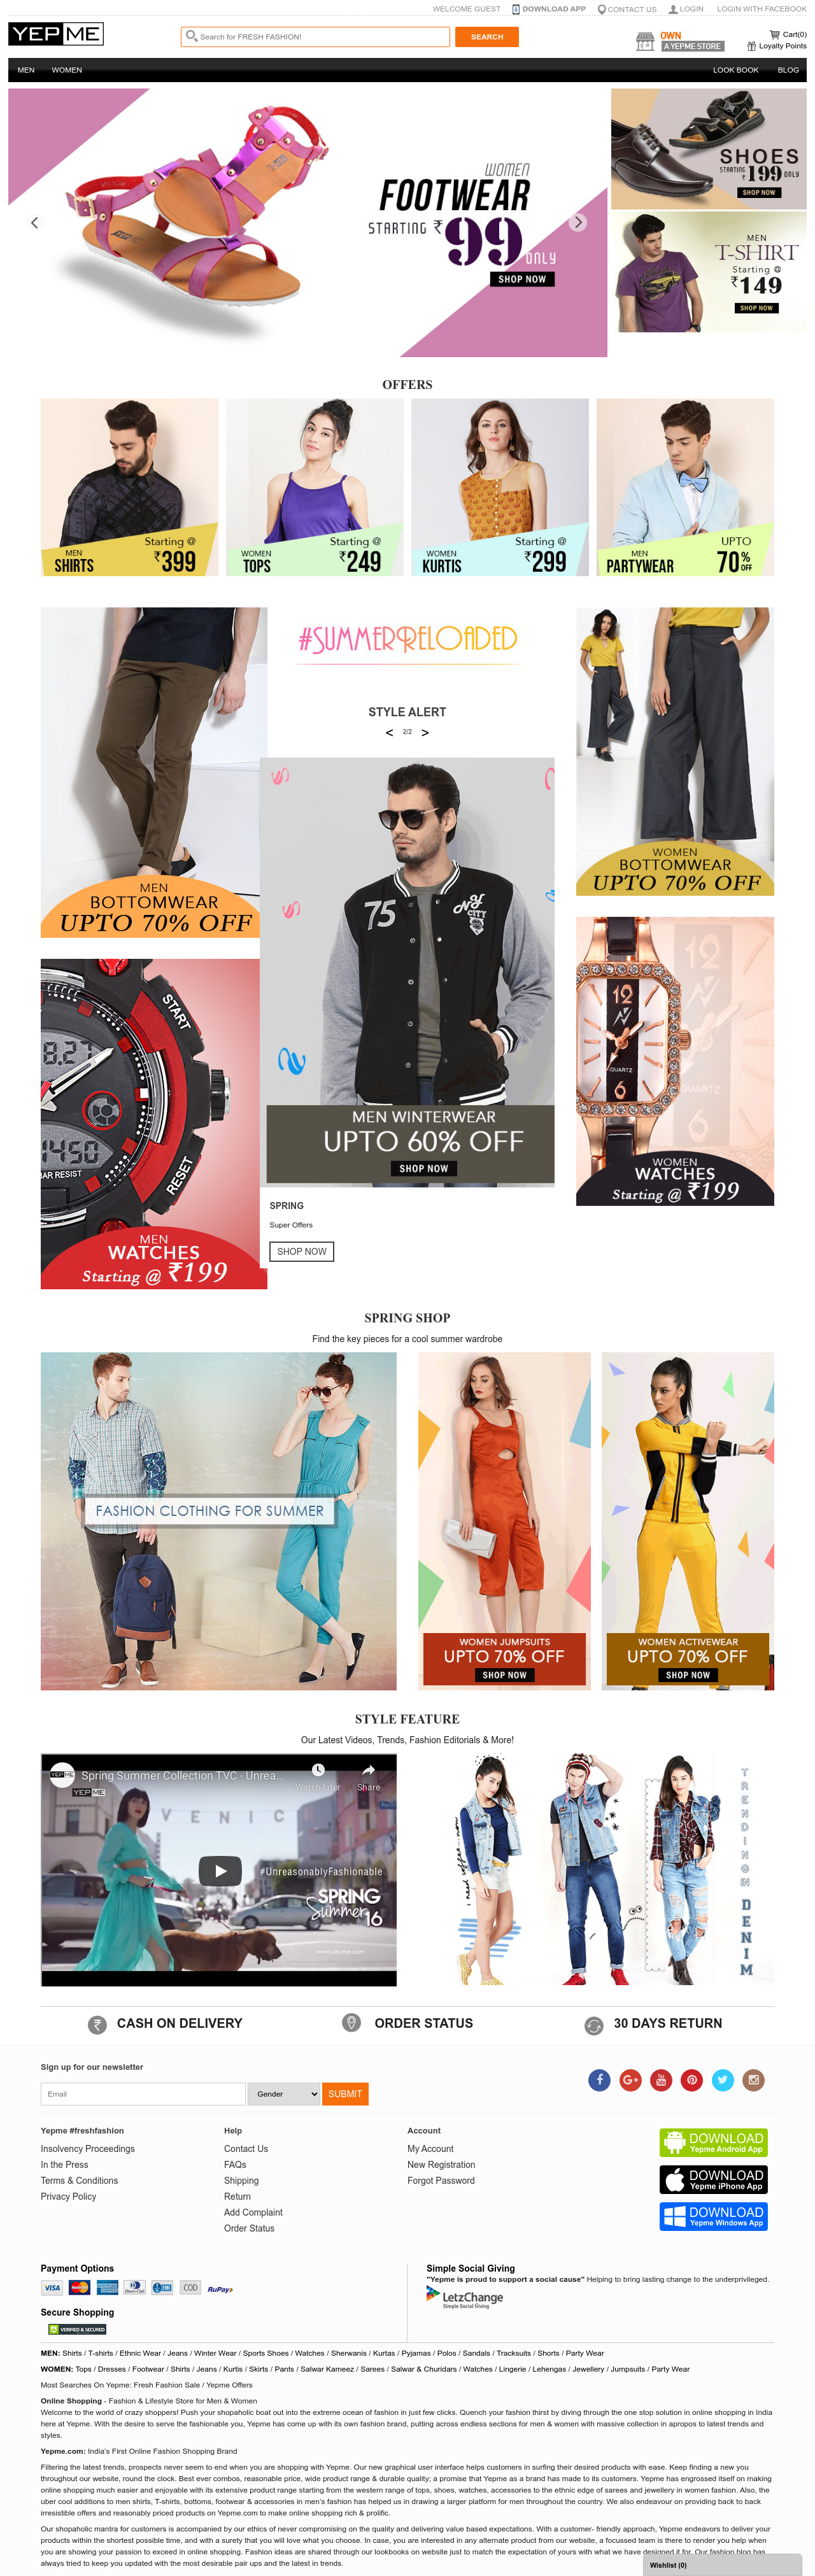 WELCOME GUEST
DOWNLOAD APP
CONTACT US
LOGIN
LOGIN WITH FACEBOOK
YEPME
Search for FRESH FASHION!
SEARCH
OWN
A YEPME STORE
Cart(0)
Loyalty Points
MEN
WOMEN
LOOK BOOK
BLOG
WOMEN
FOOTWEAR
STARTING ₹99 ONLY
SHOP NOW
SHOES
STARTING ₹199 ONLY
SHOP NOW
MEN
T-SHIRT
Starting @
₹149
SHOP NOW
OFFERS
MEN
SHIRTS
Starting @
₹399
WOMEN
TOPS
Starting @
₹249
WOMEN
KURTIS
Starting @
₹299
MEN
PARTYWEAR
UPTO
70% OFF
MEN
BOTTOMWEAR
UPTO 70% OFF
#SUMMERRELOADED
STYLE ALERT
< 2/2 >
75
NY
CITY
MEN WINTERWEAR
UPTO 60% OFF
SHOP NOW
SPRING
Super Offers
SHOP NOW
WOMEN
BOTTOMWEAR
UPTO 70% OFF
START
8.21
1450
RESET
MEN
WATCHES
Starting @ ₹199
12
QUARTZ
6
WOMEN
WATCHES
Starting @ ₹199
SPRING SHOP
Find the key pieces for a cool summer wardrobe
FASHION CLOTHING FOR SUMMER
WOMEN JUMPSUITS
UPTO 70% OFF
SHOP NOW
WOMEN ACTIVEWEAR
UPTO 70% OFF
SHOP NOW
STYLE FEATURE
Our Latest Videos, Trends, Fashion Editorials & More!
YEPME
Spring Summer Collection TVC - Unrea...
Watch later
Share
YEPME
VENICE
#UnreasonablyFashionable
SPRING
Summer
16
www.yepme.com
TRENDING IN
DENIM
CASH ON DELIVERY
ORDER STATUS
30 DAYS RETURN
Sign up for our newsletter
Email
Gender
SUBMIT
Yepme #freshfashion
Insolvency Proceedings
In the Press
Terms & Conditions
Privacy Policy
Help
Contact Us
FAQs
Shipping
Return
Add Complaint
Order Status
Account
My Account
New Registration
Forgot Password
DOWNLOAD
Yepme Android App
DOWNLOAD
Yepme iPhone App
DOWNLOAD
Yepme Windows App
Payment Options
VISA
COD
RuPay
Secure Shopping
VERIFIED & SECURED
Simple Social Giving
"Yepme is proud to support a social cause" Helping to bring lasting change to the underprivileged.
LetzChange
Simple Social Giving
MEN: Shirts / T-shirts / Ethnic Wear / Jeans / Winter Wear / Sports Shoes / Watches / Sherwanis / Kurtas / Pyjamas / Polos / Sandals / Tracksuits / Shorts / Party Wear
WOMEN: Tops / Dresses / Footwear / Shirts / Jeans / Kurtis / Skirts / Pants / Salwar Kameez / Sarees / Salwar & Churidars / Watches / Lingerie / Lehengas / Jewellery / Jumpsuits / Party Wear
Most Searches On Yepme: Fresh Fashion Sale / Yepme Offers
Online Shopping - Fashion & Lifestyle Store for Men & Women
Welcome to the world of crazy shoppers! Push your shopaholic boat out into the extreme ocean of fashion in just few clicks. Quench your fashion thirst by diving through the one stop solution in online shopping in India
here at Yepme. With the desire to serve the fashionable you, Yepme has come up with its own fashion brand, putting across endless sections for men & women with massive collection in apropos to latest trends and
styles.
Yepme.com: India's First Online Fashion Shopping Brand
Filtering the latest trends, prospects never seem to end when you are shopping with Yepme. Our new graphical user interface helps customers in surfing their desired products with ease. Keep finding a new you
throughout our website, round the clock. Best ever combos, reasonable price, wide product range & durable quality; a promise that Yepme as a brand has made to its customers. Yepme has engrossed itself on making
online shopping much easier and enjoyable with its extensive product range starting from the western range of tops, shoes, watches, accessories to the ethnic edge of sarees and jewellery in women fashion. Also, the
uber cool additions to men shirts, T-shirts, bottoms, footwear & accessories in men's fashion has helped us in drawing a larger platform for men throughout the country. We also endeavour on providing back to back
irresistible offers and reasonably priced products on Yepme.com to make online shopping rich & prolific.
Our shopaholic mantra for customers is accompanied by our ethics of never compromising on the quality and delivering value based expectations. With a customer- friendly approach, Yepme endeavors to deliver your
products within the shortest possible time, and with a surety that you will love what you choose. In case, you are interested in any alternate product from our website, a focussed team is there to render you help when
you are showing your passion to exceed in online shopping. Fashion ideas are shared through our lookbooks on website just to match the expectation of yours with what we have designed it for. Our fashion blog has
always tried to keep you updated with the most desirable pair ups and the latest in trends.
Wishlist (0)